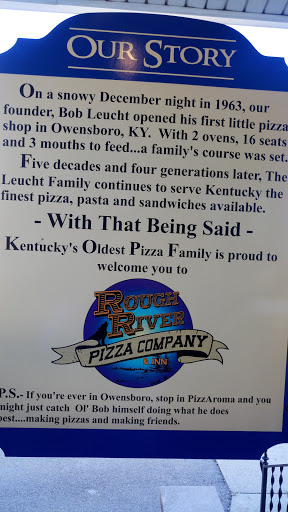 OUR STORY
On a snowy December night in 1963, our
founder, Bob Leucht opened his first little pizza
shop in Owensboro, KY. With 2 ovens, 16 seats
and 3 mouths to feed...a family's course was set.
Five decades and four generations later, The
Leucht Family continues to serve Kentucky the
finest pizza, pasta and sandwiches available.
- With That Being Said -
Kentucky's Oldest Pizza Family is proud to
welcome you to
ROUGH
RIVER
PIZZA COMPANY
& INN
P.S.- If you're ever in Owensboro, stop in PizzAroma and you
might just catch Ol' Bob himself doing what he does
best....making pizzas and making friends.